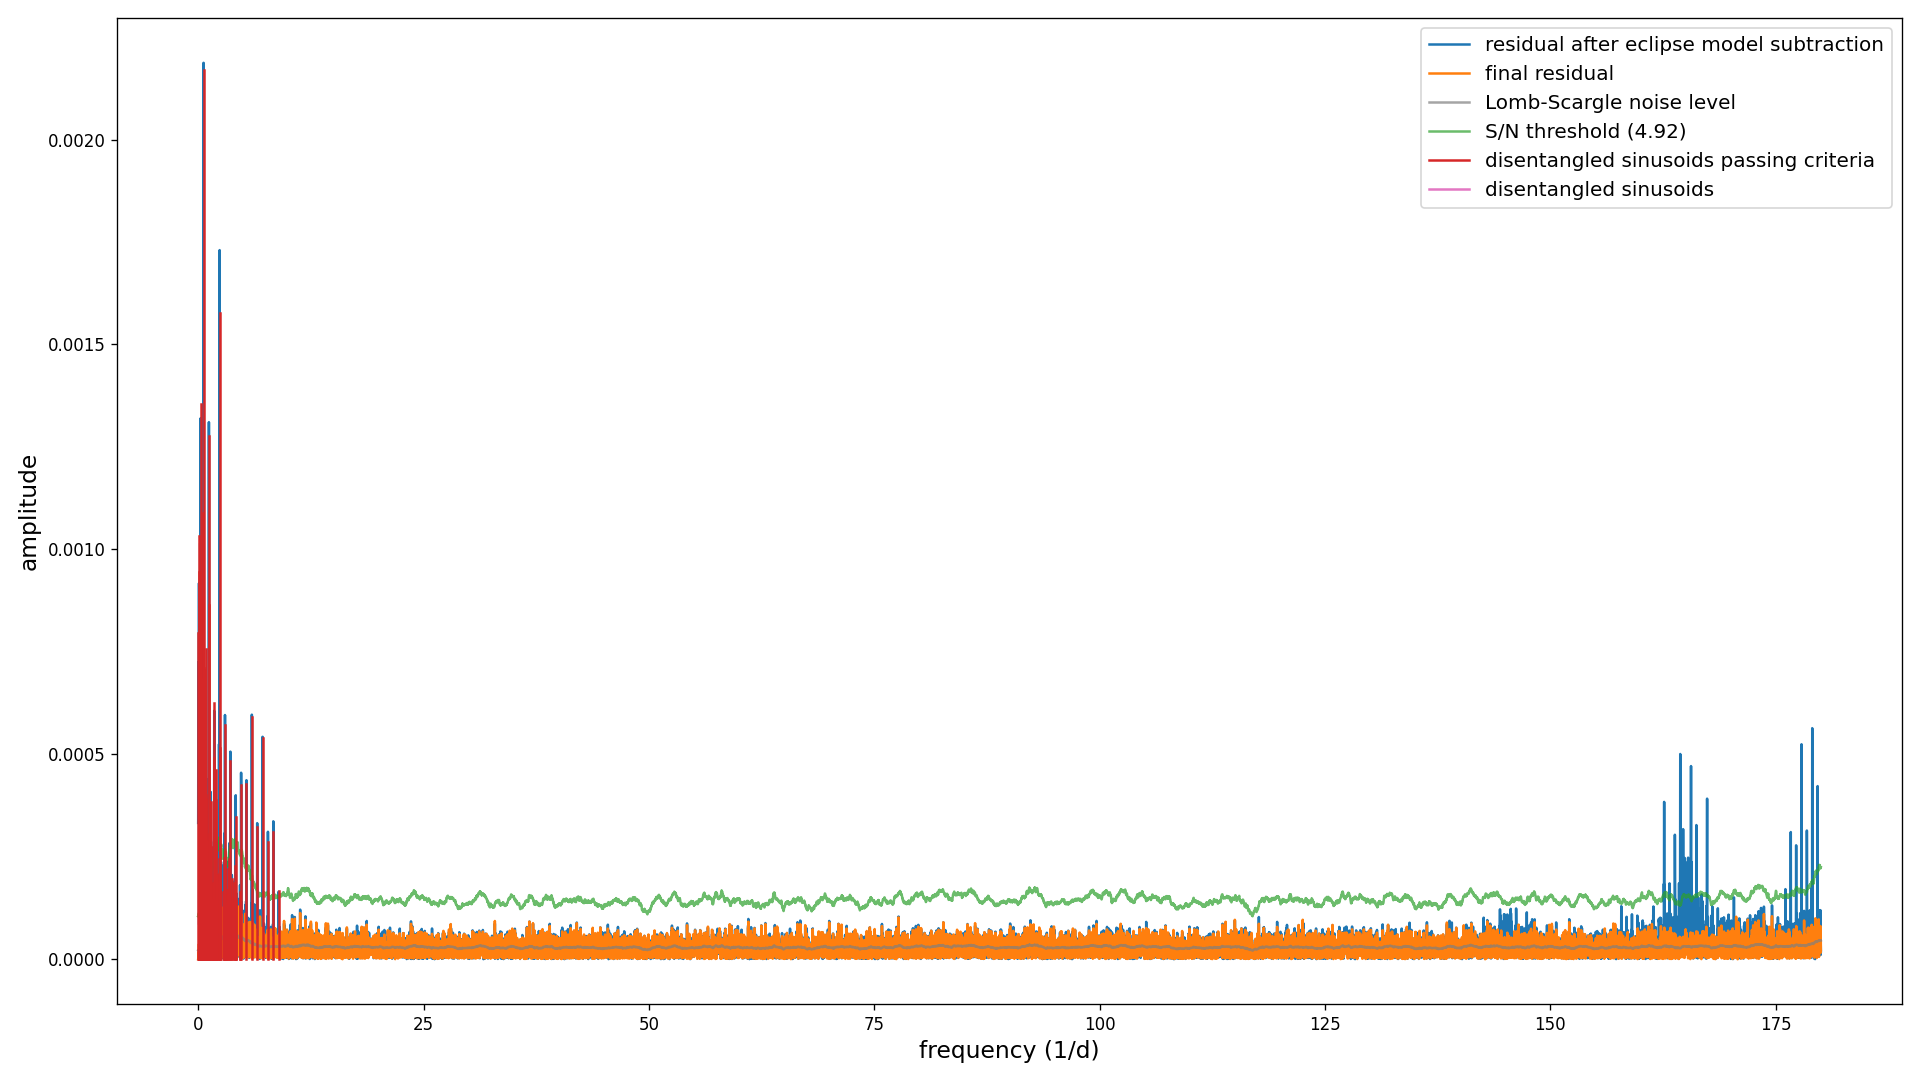 residual after eclipse model subtraction
final residual
Lomb-Scargle noise level
S/N threshold (4.92)
disentangled sinusoids passing criteria
disentangled sinusoids
0.0020
0.0015
0.0010
0.0005
0.0000
amplitude
0 25 50 75 100 125 150 175
frequency (1/d)